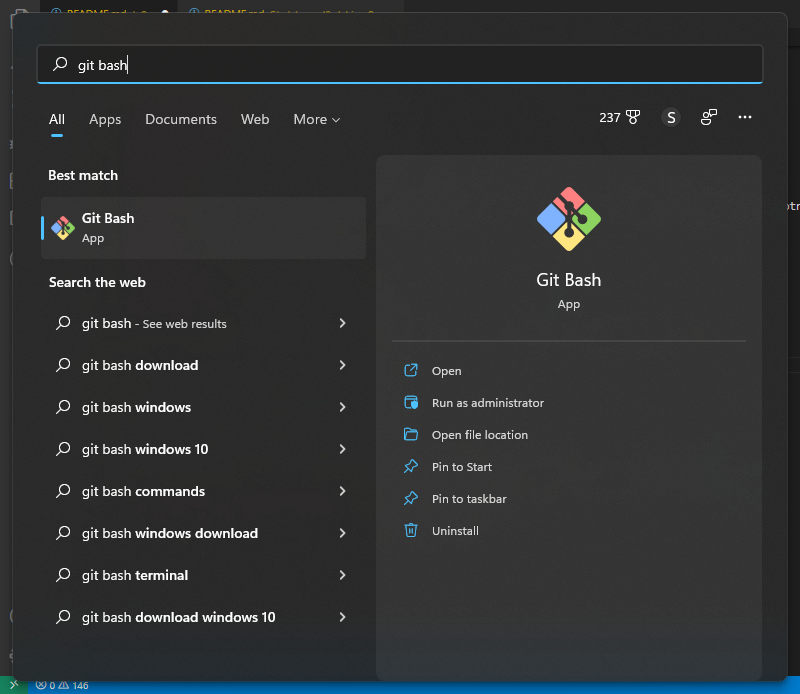 git bash
All Apps Documents Web More 237 S
Best match
Git Bash
App
Search the web
git bash - See web results
git bash download
git bash windows
git bash windows 10
git bash commands
git bash windows download
git bash terminal
git bash download windows 10
Git Bash
App
Open
Run as administrator
Open file location
Pin to Start
Pin to taskbar
Uninstall
0 146